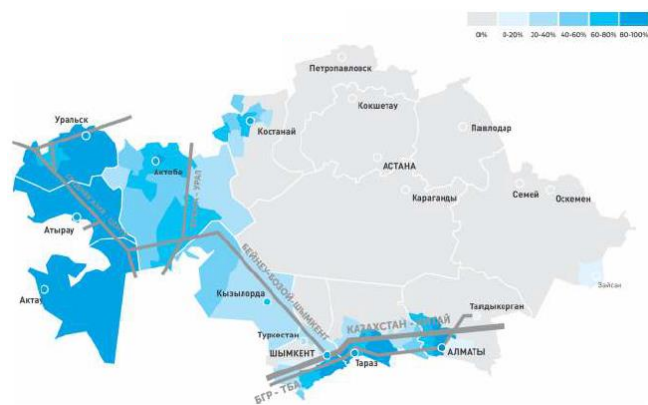 0% 0-20% 20-40% 40-60% 60-80% 80-100%
Петропавловск
Кокшетау
Уральск
Костанай
Павлодар
Актобе
АСТАНА
Семей
Оскемен
Караганды
Атырау
УРАЛ
БЕЙНЕУ-БОЗОЙ-ШЫМКЕНТ
Зайсан
Актау
Кызылорда
Талдыкорган
Туркестан
КАЗАХСТАН -
ШЫМКЕНТ
Тараз
АЛМАТЫ
БГР - ТБА